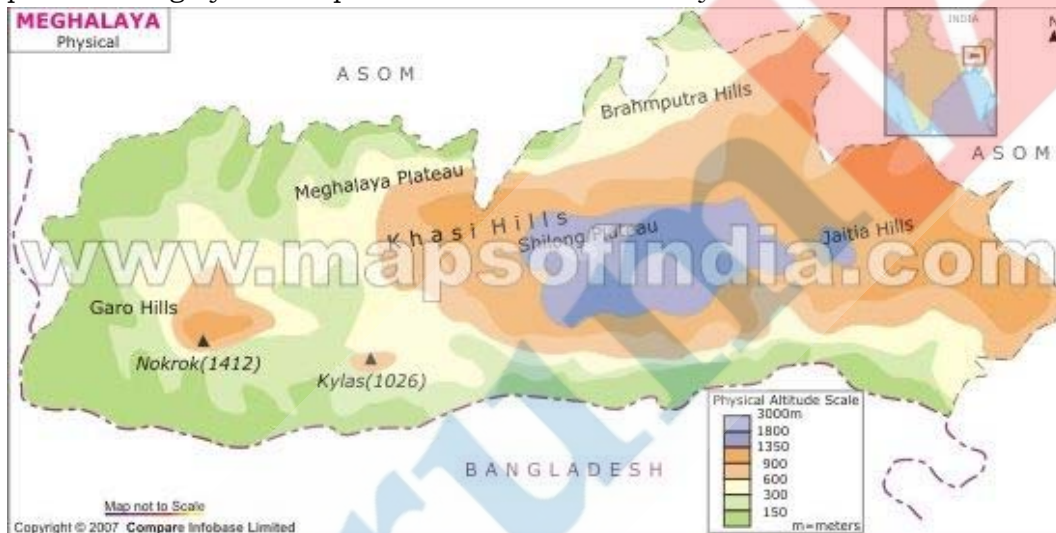 MEGHALAYA
Physical
INDIA
N
ASOM
Brahmputra Hills
ASOM
Meghalaya Plateau
Khasi Hills
Shilong Plateau
Jaitia Hills
www.mapsofindia.com
Garo Hills
Nokrok(1412)
Kylas(1026)
Physical Altitude Scale
3000m
1800
1350
900
600
300
150
m=meters
BANGLADESH
Map not to Scale
Copyright © 2007 Compare Infobase Limited